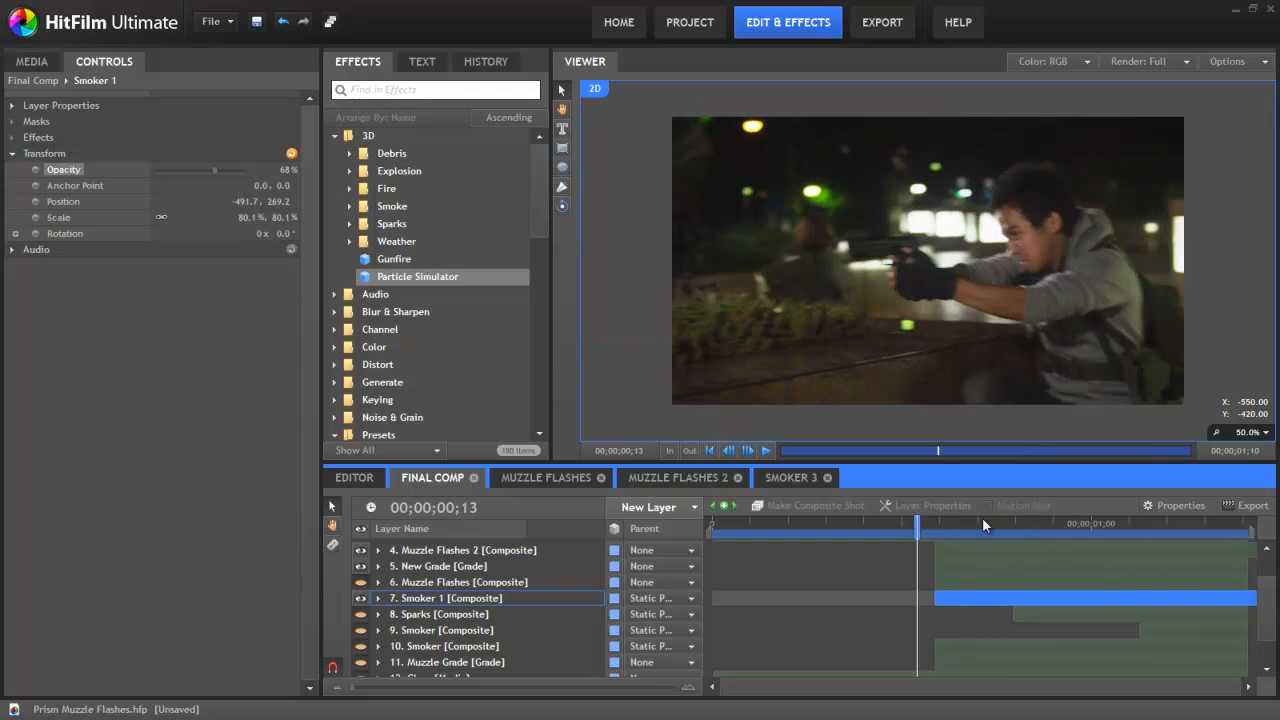 HitFilm Ultimate
File
HOME
PROJECT
EDIT & EFFECTS
EXPORT
HELP
MEDIA
CONTROLS
Final Comp
Smoker 1
Layer Properties
Masks
Effects
Transform
Opacity
68%
Anchor Point
0.0, 0.0
Position
-491.7, 269.2
Scale
80.1%, 80.1%
Rotation
0x 0.0°
Audio
EFFECTS
TEXT
HISTORY
Find in Effects
Arrange By: Name
Ascending
3D
Debris
Explosion
Fire
Smoke
Sparks
Weather
Gunfire
Particle Simulator
Audio
Blur & Sharpen
Channel
Color
Distort
Generate
Keying
Noise & Grain
Presets
Show All
180 items
VIEWER
Color: RGB
Render: Full
Options
2D
X: -550.00
Y: -420.00
50.0%
00;00;00;13
In
Out
00;00;01;10
EDITOR
FINAL COMP
MUZZLE FLASHES
MUZZLE FLASHES 2
SMOKER 3
00;00;00;13
New Layer
Make Composite Shot
Layer Properties
Motion Blur
Properties
Export
Layer Name
Parent
00;00;01;00
4. Muzzle Flashes 2 [Composite]
None
5. New Grade [Grade]
None
6. Muzzle Flashes [Composite]
None
7. Smoker 1 [Composite]
Static P...
8. Sparks [Composite]
Static P...
9. Smoker [Composite]
Static P...
10. Smoker [Composite]
Static P...
11. Muzzle Grade [Grade]
None
Prism Muzzle Flashes.hfp [Unsaved]